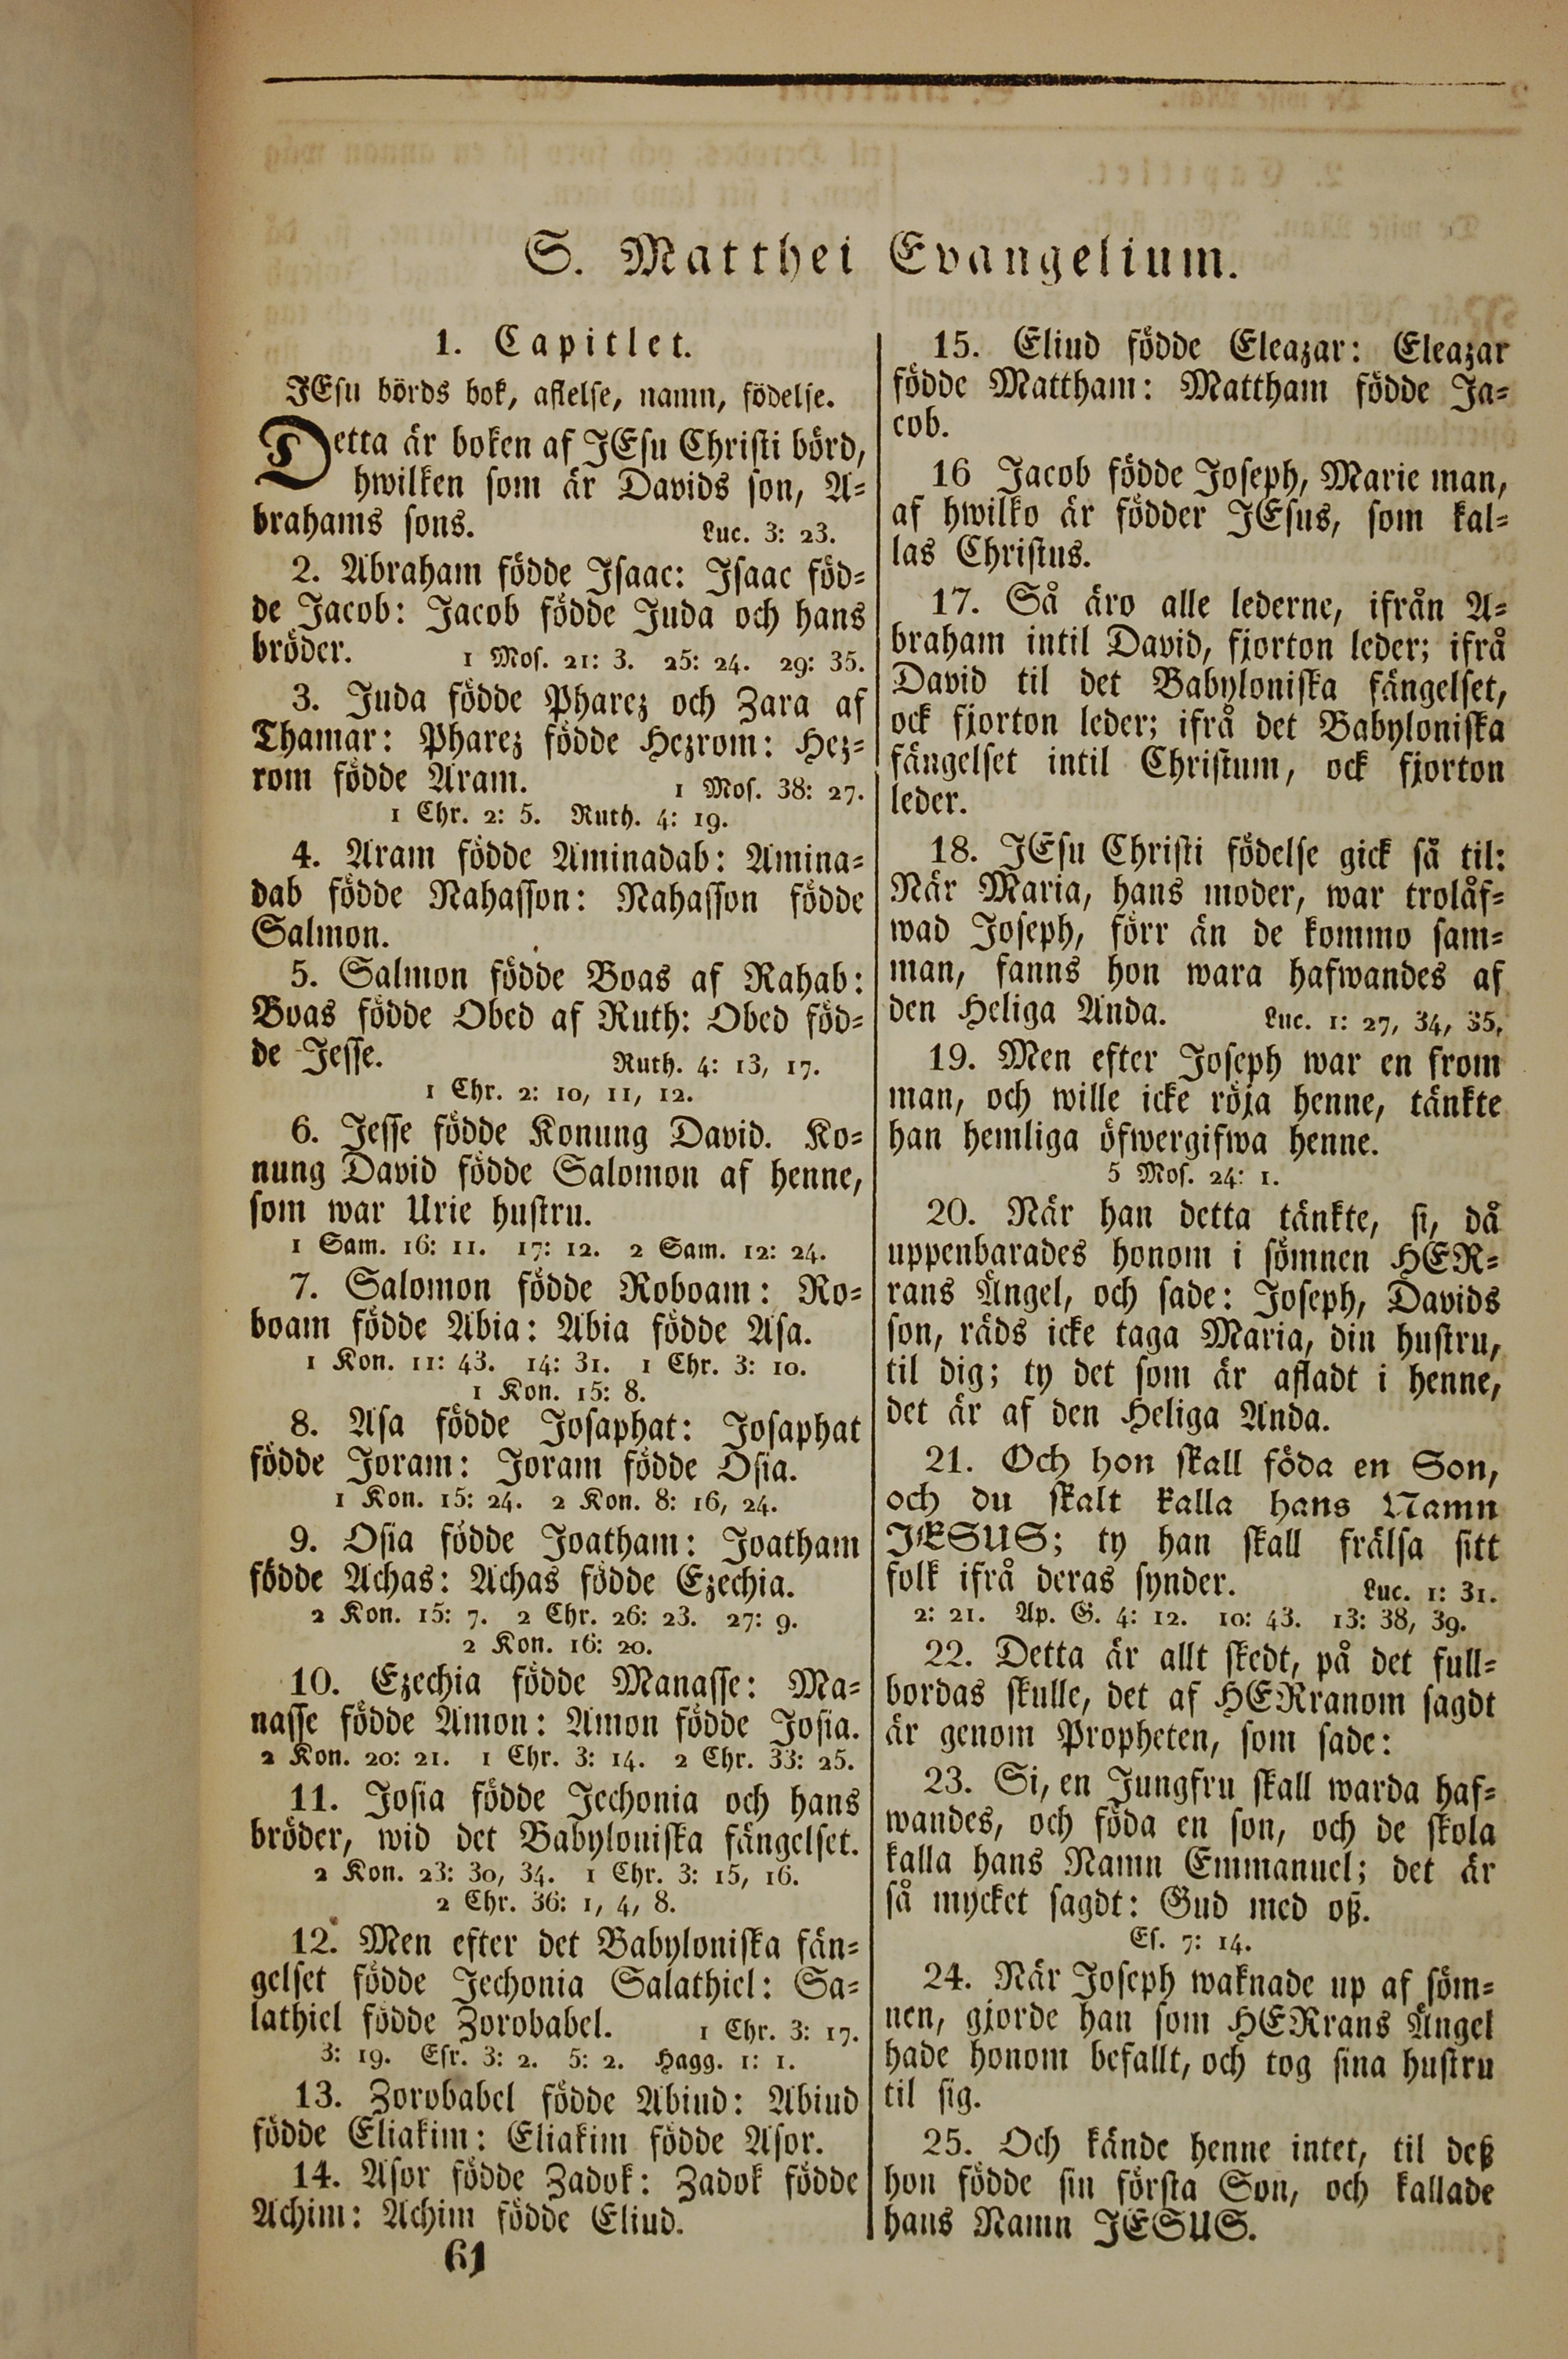 S. Matthei Evangelium.
1. Capitlet.
JEsu börds bok, aflelse, namn, födelse.
Detta är boken af JEsu Christi börd,
hwilken som är Davids son, A-
brahams sons. Luc. 3: 23.
2. Abraham födde Isaac: Isaac föd-
de Jacob: Jacob födde Juda och hans
bröder. 1 Mos. 21: 3. 25: 24. 29: 35.
3. Juda födde Pharez och Zara af
Thamar: Pharez födde Hezrom: Hez-
rom födde Aram. 1 Mos. 38: 27.
1 Chr. 2: 5. Ruth. 4: 19.
4. Aram födde Aminadab: Amina-
dab födde Nahasson: Nahasson födde
Salmon.
5. Salmon födde Boas af Rahab:
Boas födde Obed af Ruth: Obed föd-
de Jesse. Ruth. 4: 13, 17.
1 Chr. 2: 10, 11, 12.
6. Jesse födde Konung David. Ko-
nung David födde Salomon af henne,
som war Urie hustru.
1 Sam. 16: 11. 17: 12. 2 Sam. 12: 24.
7. Salomon födde Roboam: Ro-
boam födde Abia: Abia födde Asa.
1 Kon. 11: 43. 14: 31. 1 Chr. 3: 10.
1 Kon. 15: 8.
8. Asa födde Josaphat: Josaphat
födde Joram: Joram födde Osia.
1 Kon. 15: 24. 2 Kon. 8: 16, 24.
9. Osia födde Joatham: Joatham
födde Achas: Achas födde Ezechia.
2 Kon. 15: 7. 2 Chr. 26: 23. 27: 9.
2 Kon. 16: 20.
10. Ezechia födde Manasse: Ma-
nasse födde Amon: Amon födde Josia.
2 Kon. 20: 21. 1 Chr. 3: 14. 2 Chr. 33: 25.
11. Josia födde Jechonia och hans
bröder, wid det Babyloniska fängelset.
2 Kon. 23: 30, 34. 1 Chr. 3: 15, 16.
2 Chr. 36: 1, 4, 8.
12. Men efter det Babyloniska fän-
gelset födde Jechonia Salathiel: Sa-
lathiel födde Zorobabel. 1 Chr. 3: 17.
3: 19. Esr. 3: 2. 5: 2. Hagg. 1: 1.
13. Zorobabel födde Abiud: Abiud
födde Eliakim: Eliakim födde Asor.
14. Asor födde Zadok: Zadok födde
Achim: Achim födde Eliud.
61
15. Eliud födde Eleazar: Eleazar
födde Mattham: Mattham födde Ja-
cob.
16 Jacob födde Joseph, Marie man,
af hwilko är födder JEsus, som kal-
las Christus.
17. Så äro alle lederne, ifrån A-
braham intil David, fjorton leder; ifrå
David til det Babyloniska fängelset,
ock fjorton leder; ifrå det Babyloniska
fängelset intil Christum, ock fjorton
leder.
18. JEsu Christi födelse gick så til:
När Maria, hans moder, war trolåf-
wad Joseph, förr än de kommo sam-
man, fanns hon wara hafwandes af
den Heliga Anda. Luc. 1: 27, 34, 35,
19. Men efter Joseph war en from
man, och wille icke röja henne, tänkte
han hemliga öfwergifwa henne.
5 Mos. 24: 1.
20. När han detta tänkte, si, då
uppenbarades honom i sömnen HER-
rans Ängel, och sade: Joseph, Davids
son, räds icke taga Maria, din hustru,
til dig; ty det som är afladt i henne,
det är af den Heliga Anda.
21. Och hon skall föda en Son,
och du skalt kalla hans Namn
JESUS; ty han skall frälsa sitt
folk ifrå deras synder. Luc. 1: 31.
2: 21. Ap. G. 4: 12. 10: 43. 13: 38, 39.
22. Detta är allt skedt, på det full-
bordas skulle, det af HERranom sagdt
är genom Propheten, som sade:
23. Si, en Jungfru skall warda haf-
wandes, och föda en son, och de skola
kalla hans Namn Emmanuel; det är
så mycket sagdt: Gud med oß.
Es. 7: 14.
24. När Joseph waknade up af söm-
nen, gjorde han som HERrans Ängel
hade honom befallt, och tog sina hustru
til sig.
25. Och kände henne intet, til deß
hon födde sin första Son, och kallade
hans Namn JESUS.